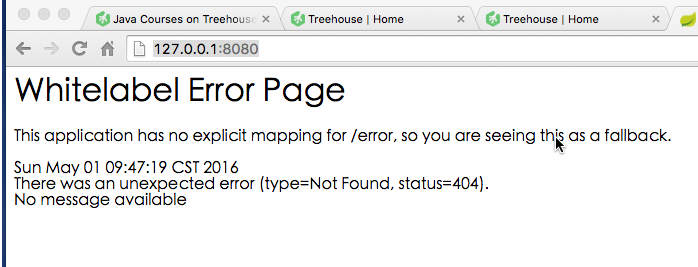 Java Courses on Treehouse
Treehouse | Home
Treehouse | Home
127.0.0.1:8080
Whitelabel Error Page
This application has no explicit mapping for /error, so you are seeing this as a fallback.
Sun May 01 09:47:19 CST 2016
There was an unexpected error (type=Not Found, status=404).
No message available